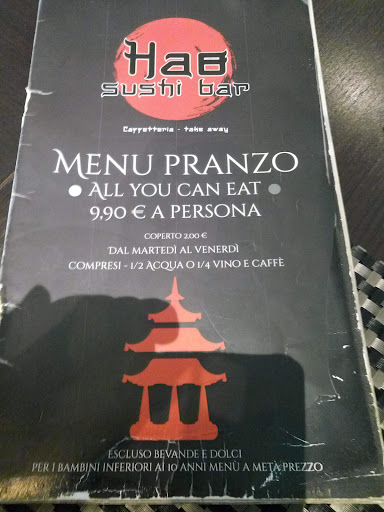 Hao
sushi bar
Caffetteria - take away
MENU PRANZO
ALL YOU CAN EAT
9,90 € A PERSONA
COPERTO 2,00 €
DAL MARTEDÌ AL VENERDÌ
COMPRESI - 1/2 ACQUA O 1/4 VINO E CAFFÈ
ESCLUSO BEVANDE E DOLCI
PER I BAMBINI INFERIORI AI 10 ANNI MENÙ A METÀ PREZZO